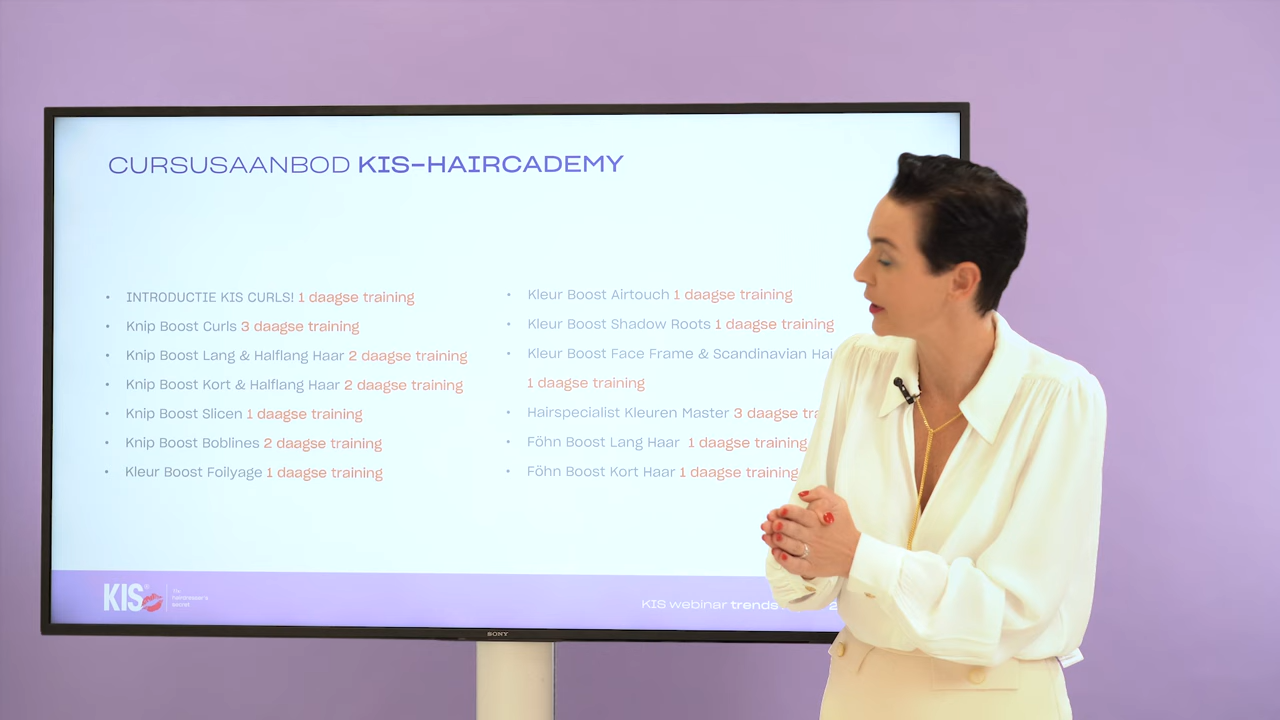 CURSUSAANBOD KIS-HAIRCADEMY
• INTRODUCTIE KIS CURLS! 1 daagse training
• Knip Boost Curls 3 daagse training
• Knip Boost Lang & Halflang Haar 2 daagse training
• Knip Boost Kort & Halflang Haar 2 daagse training
• Knip Boost Slicen 1 daagse training
• Knip Boost Boblines 2 daagse training
• Kleur Boost Foilyage 1 daagse training
• Kleur Boost Airtouch 1 daagse training
• Kleur Boost Shadow Roots 1 daagse training
• Kleur Boost Face Frame & Scandinavian Hai
1 daagse training
• Hairspecialist Kleuren Master 3 daagse tra
• Föhn Boost Lang Haar 1 daagse training
• Föhn Boost Kort Haar 1 daagse training
KIS
The
hairdresser's
secret
KIS webinar trends
SONY